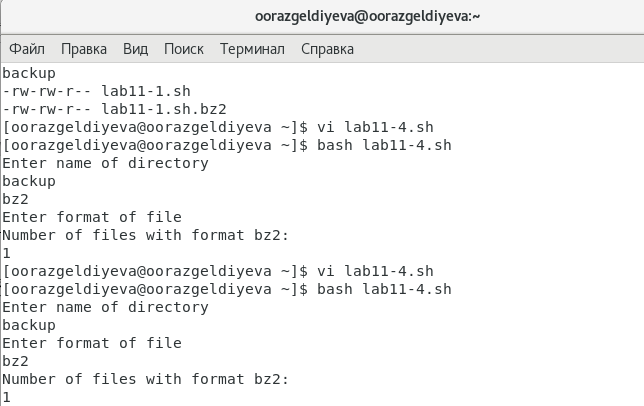 oorazgeldiyeva@oorazgeldiyeva:~
Файл Правка Вид Поиск Терминал Справка
backup
-rw-rw-r-- lab11-1.sh
-rw-rw-r-- lab11-1.sh.bz2
[oorazgeldiyeva@oorazgeldiyeva ~]$ vi lab11-4.sh
[oorazgeldiyeva@oorazgeldiyeva ~]$ bash lab11-4.sh
Enter name of directory
backup
bz2
Enter format of file
Number of files with format bz2:
1
[oorazgeldiyeva@oorazgeldiyeva ~]$ vi lab11-4.sh
[oorazgeldiyeva@oorazgeldiyeva ~]$ bash lab11-4.sh
Enter name of directory
backup
Enter format of file
bz2
Number of files with format bz2:
1